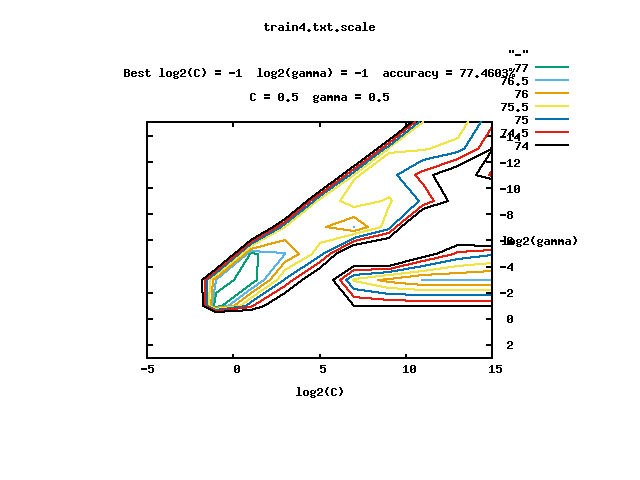 train4.txt.scale
"-"
Best log2(C) = -1 log2(gamma) = -1 accuracy = 77.4603%
77
76.5
C = 0.5 gamma = 0.5
76
75.5
75
74.5
74
-14
-12
-10
-8
-6
log2(gamma)
-4
-2
0
2
-5 0 5 10 15
log2(C)